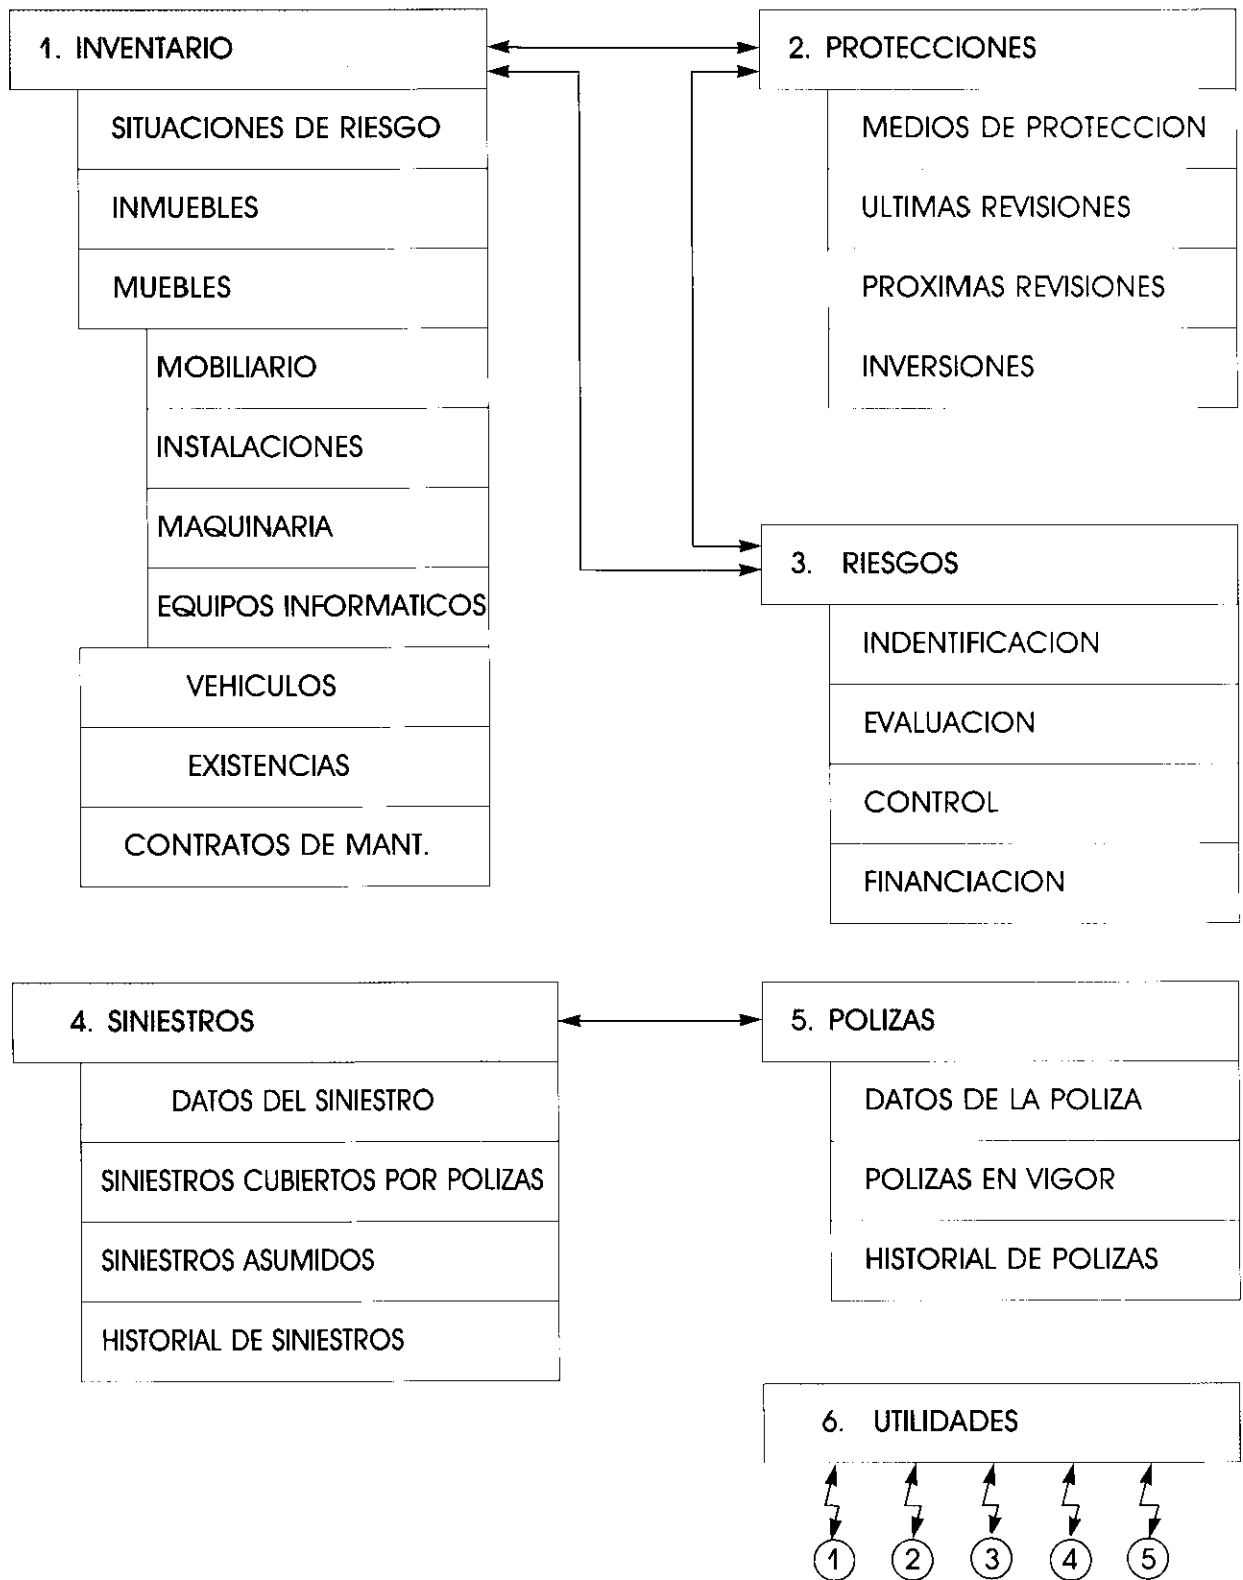 1. INVENTARIO
SITUACIONES DE RIESGO
INMUEBLES
MUEBLES
MOBILIARIO
INSTALACIONES
MAQUINARIA
EQUIPOS INFORMATICOS
VEHICULOS
EXISTENCIAS
CONTRATOS DE MANT.
2. PROTECCIONES
MEDIOS DE PROTECCION
ULTIMAS REVISIONES
PROXIMAS REVISIONES
INVERSIONES
3. RIESGOS
INDENTIFICACION
EVALUACION
CONTROL
FINANCIACION
4. SINIESTROS
DATOS DEL SINIESTRO
SINIESTROS CUBIERTOS POR POLIZAS
SINIESTROS ASUMIDOS
HISTORIAL DE SINIESTROS
5. POLIZAS
DATOS DE LA POLIZA
POLIZAS EN VIGOR
HISTORIAL DE POLIZAS
6. UTILIDADES
1 2 3 4 5